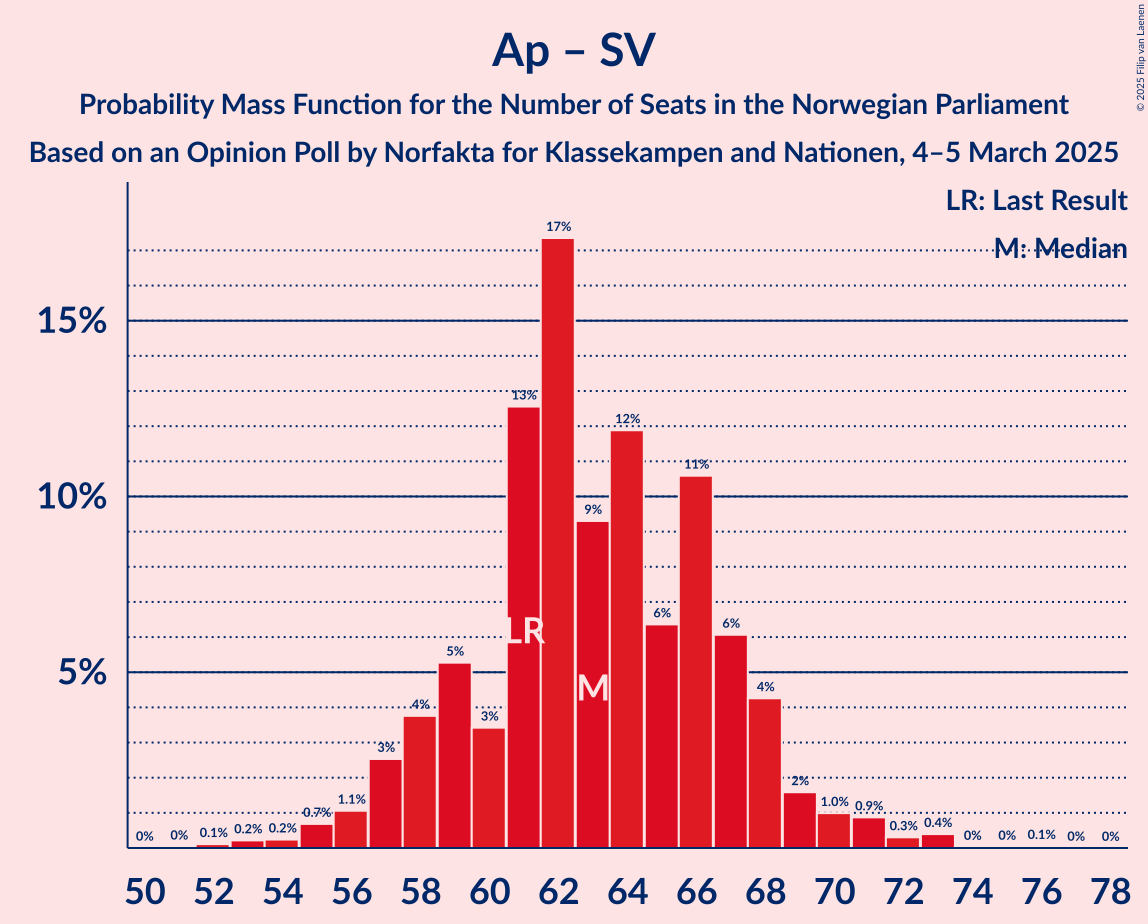 Ap – SV
Probability Mass Function for the Number of Seats in the Norwegian Parliament
Based on an Opinion Poll by Norfakta for Klassekampen and Nationen, 4–5 March 2025
© 2025 Filip van Laenen
LR: Last Result
M: Median
15%
10%
5%
0% 0% 0.1% 0.2% 0.2% 0.7% 1.1% 3% 4% 5% 3% 13% 17% 9% 12% 6% 11% 6% 4% 2% 1.0% 0.9% 0.3% 0.4% 0% 0% 0.1% 0% 0%
LR
M
50 52 54 56 58 60 62 64 66 68 70 72 74 76 78